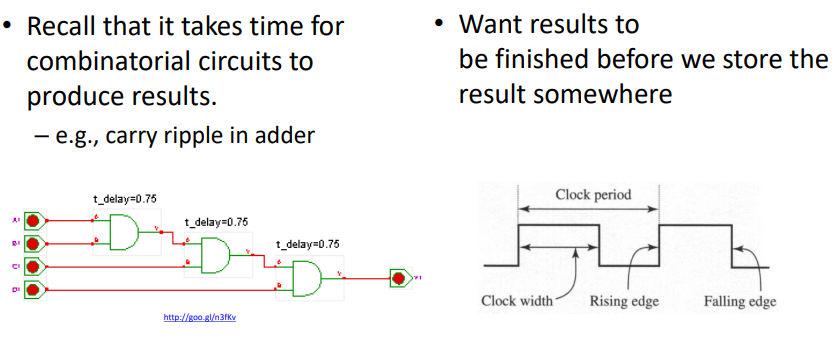 • Recall that it takes time for
combinatorial circuits to
produce results.
– e.g., carry ripple in adder
• Want results to
be finished before we store the
result somewhere
t_delay=0.75
t_delay=0.75
t_delay=0.75
http://goo.gl/n3fKv
Clock period
Clock width
Rising edge
Falling edge